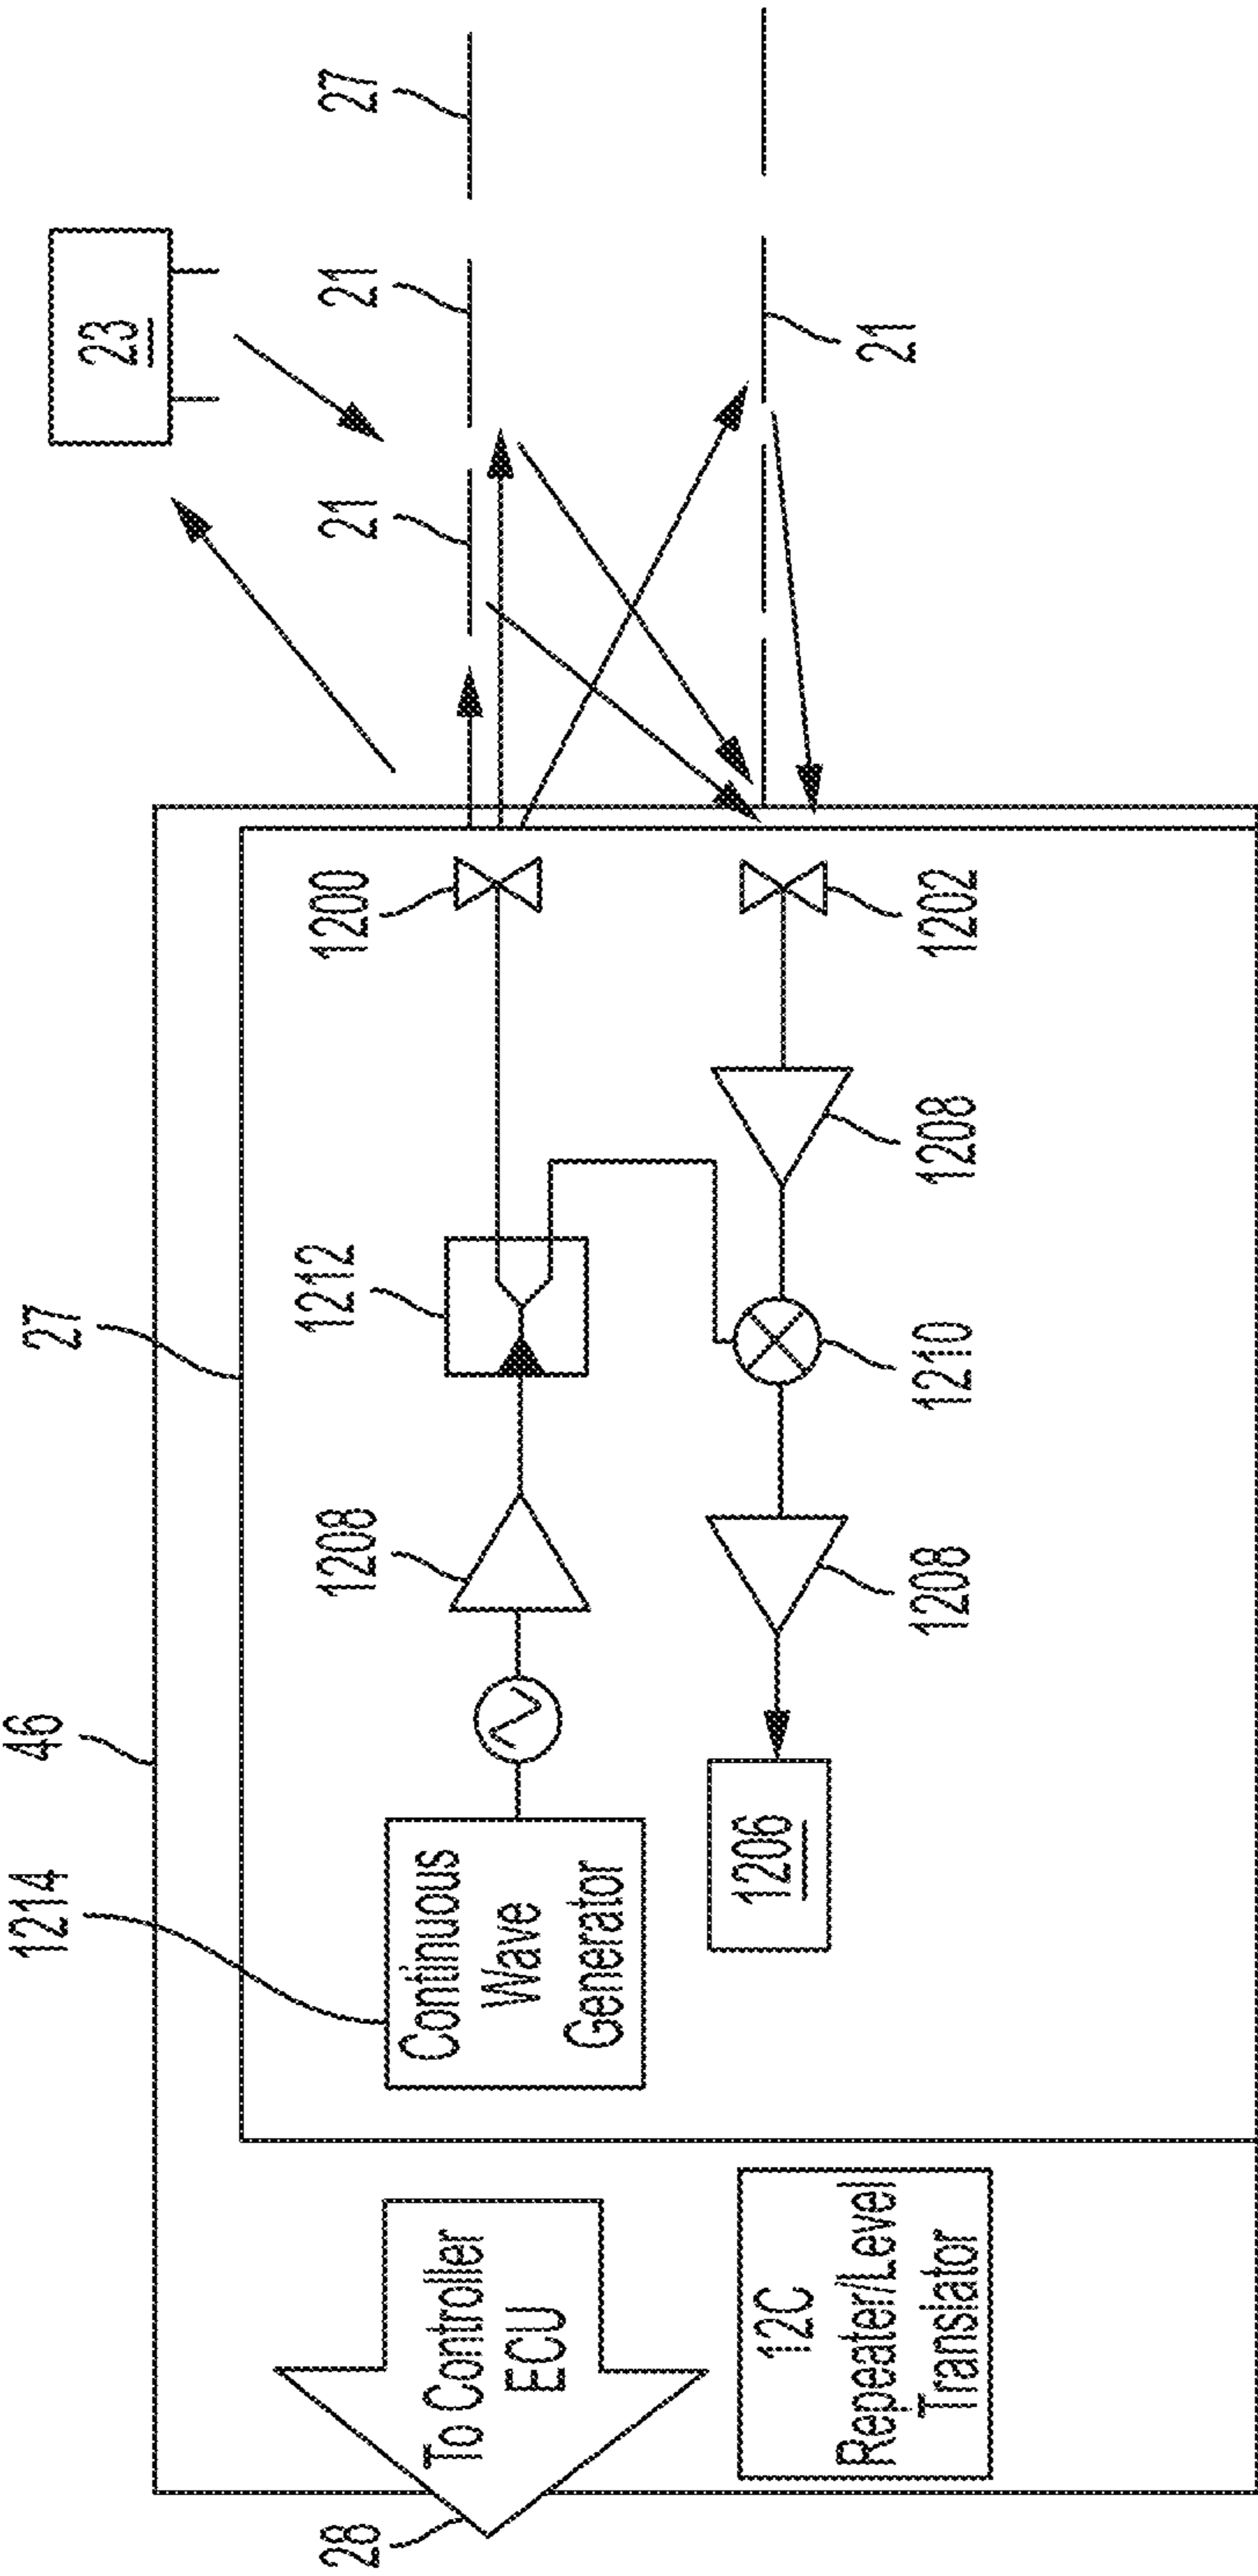 1214
46
27
23
28
1208
1212
1200
21
21
27
To Controller
ECU
Continuous
Wave
Generator
12C
Repeater/Level
Translator
1206
1208
1210
1208
1202
21